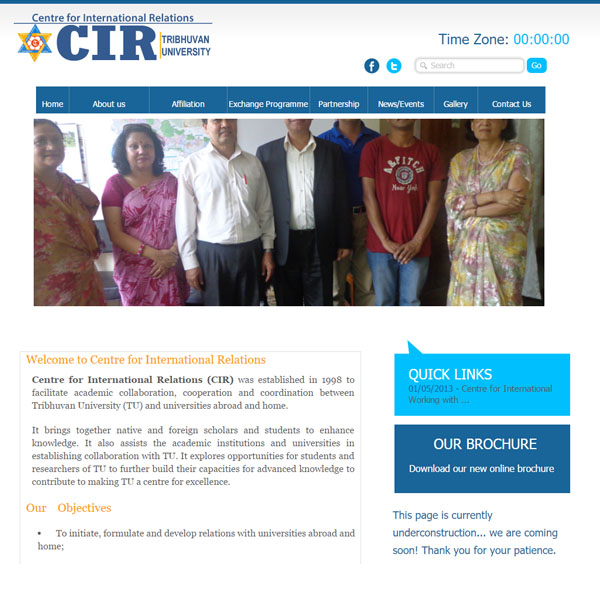 Centre for International Relations
CIR TRIBHUVAN
UNIVERSITY
Time Zone: 00:00:00
Search Go
Home About us Affiliation Exchange Programme Partnership News/Events Gallery Contact Us
A&FITCH
New York
Welcome to Centre for International Relations
Centre for International Relations (CIR) was established in 1998 to
facilitate academic collaboration, cooperation and coordination between
Tribhuvan University (TU) and universities abroad and home.
It brings together native and foreign scholars and students to enhance
knowledge. It also assists the academic institutions and universities in
establishing collaboration with TU. It explores opportunities for students and
researchers of TU to further build their capacities for advanced knowledge to
contribute to making TU a centre for excellence.
Our Objectives
• To initiate, formulate and develop relations with universities abroad and
home;
QUICK LINKS
01/05/2013 - Centre for International
Working with ...
OUR BROCHURE
Download our new online brochure
This page is currently
underconstruction... we are coming
soon! Thank you for your patience.